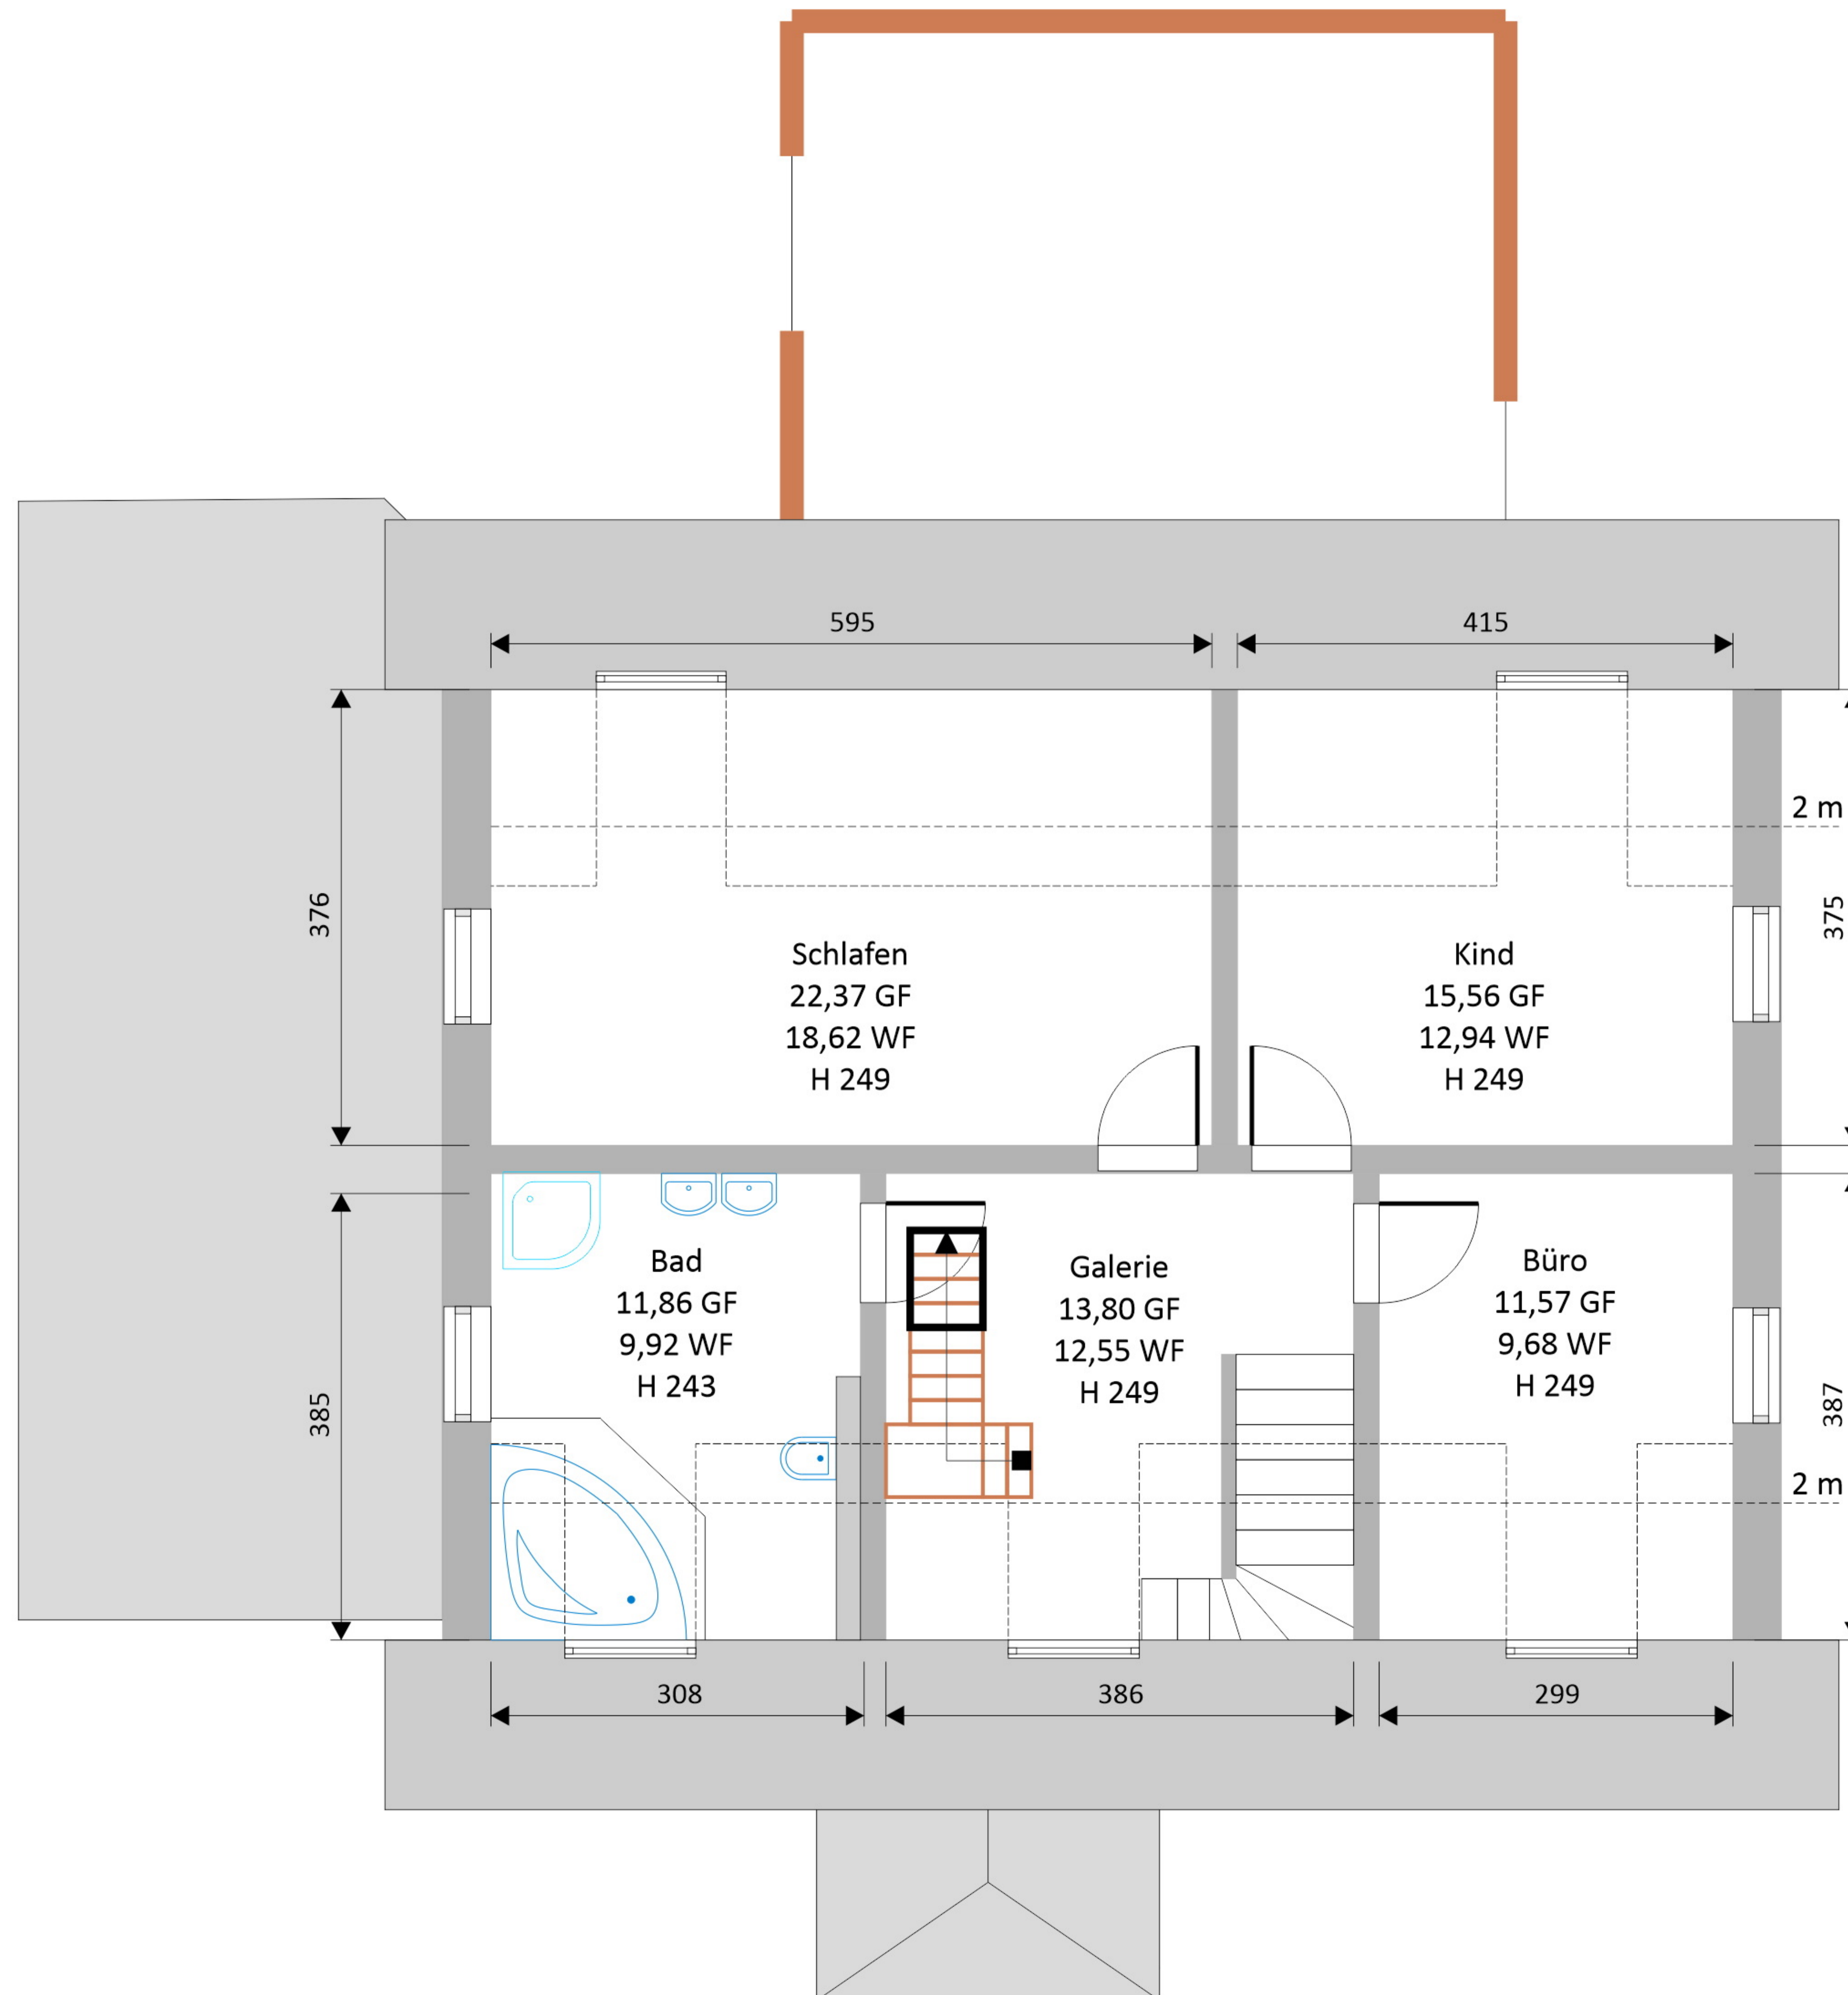 595
415
2 m
376
375
Schlafen
22,37 GF
18,62 WF
H 249
Kind
15,56 GF
12,94 WF
H 249
Bad
11,86 GF
9,92 WF
H 243
Galerie
13,80 GF
12,55 WF
H 249
Büro
11,57 GF
9,68 WF
H 249
385
387
2 m
308
386
299